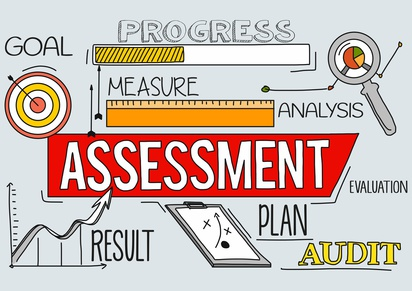 PROGRESS
GOAL
MEASURE
ANALYSIS
ASSESSMENT
EVALUATION
PLAN
RESULT
AUDIT